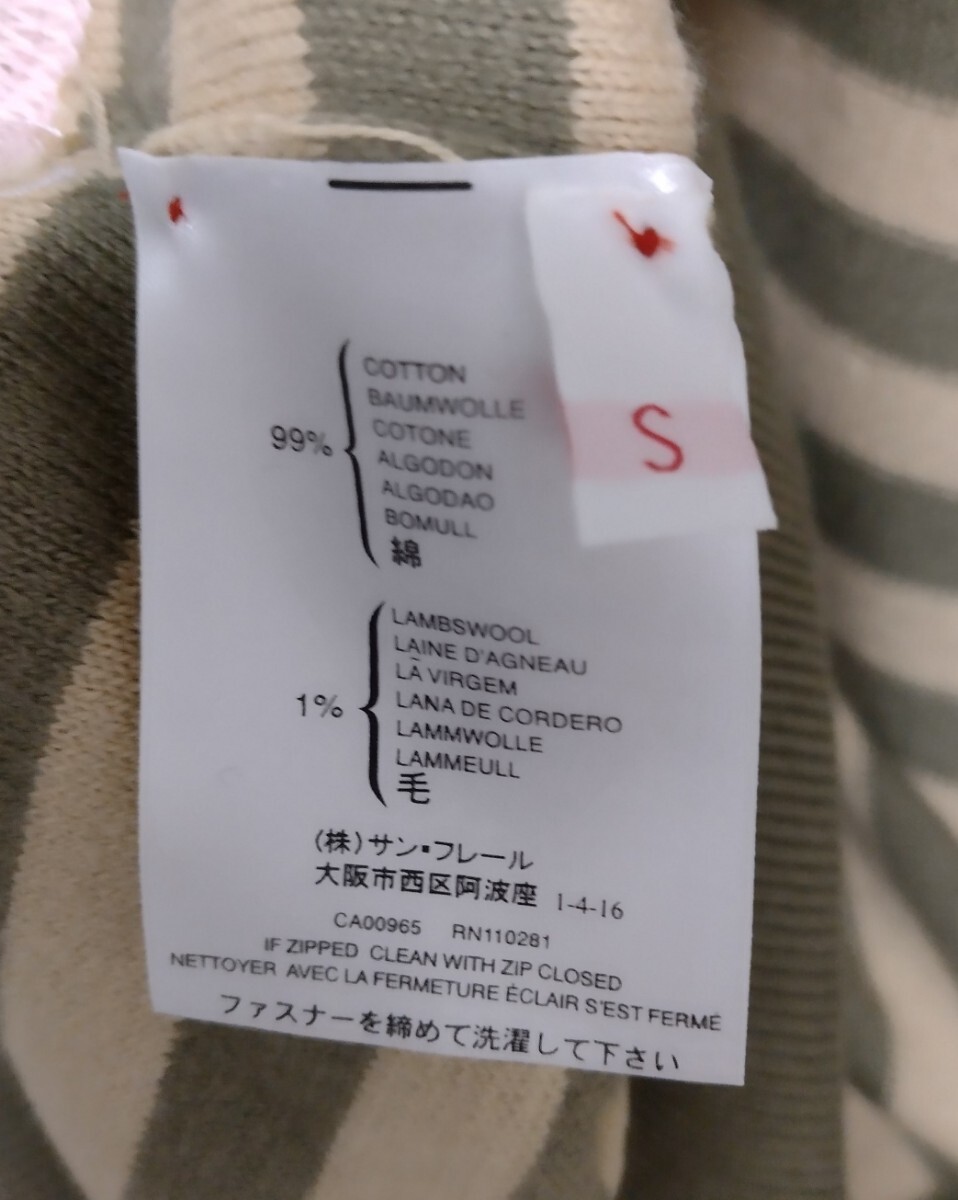 S
99%
COTTON
BAUMWOLLE
COTONE
ALGODON
ALGODAO
BOMULL
綿
1%
LAMBSWOOL
LAINE D'AGNEAU
LÃ VIRGEM
LANA DE CORDERO
LAMMWOLLE
LAMMEULL
毛
(株)サン・フレール
大阪市西区阿波座 1-4-16
CA00965 RN110281
IF ZIPPED CLEAN WITH ZIP CLOSED
NETTOYER AVEC LA FERMETURE ÉCLAIR S'EST FERMÉ
ファスナーを締めて洗濯して下さい